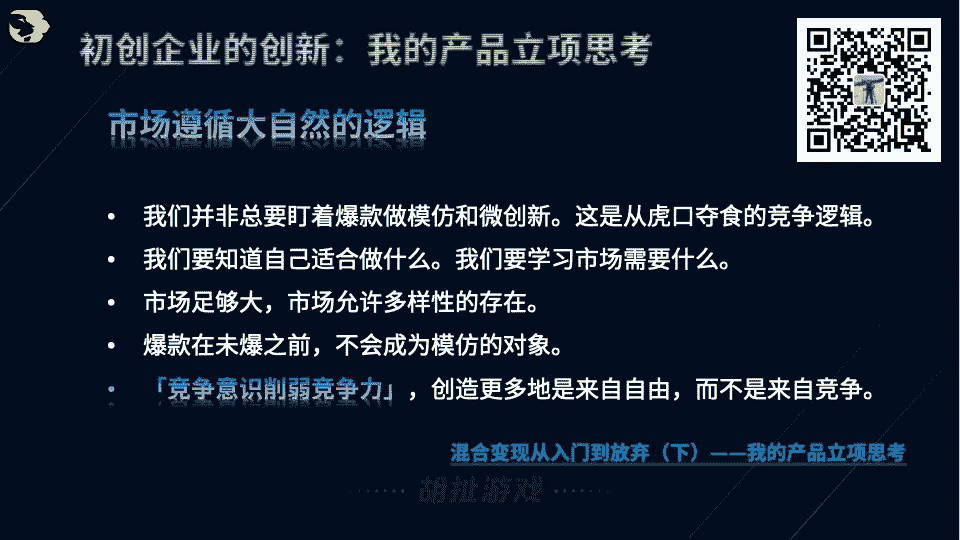 初创企业的创新：我的产品立项思考
市场遵循大自然的逻辑
• 我们并非总要盯着爆款做模仿和微创新。这是从虎口夺食的竞争逻辑。
• 我们要知道自己适合做什么。我们要学习市场需要什么。
• 市场足够大，市场允许多样性的存在。
• 爆款在未爆之前，不会成为模仿的对象。
• 「竞争意识削弱竞争力」，创造更多地是来自自由，而不是来自竞争。
混合变现从入门到放弃（下）——我的产品立项思考
胡扯游戏